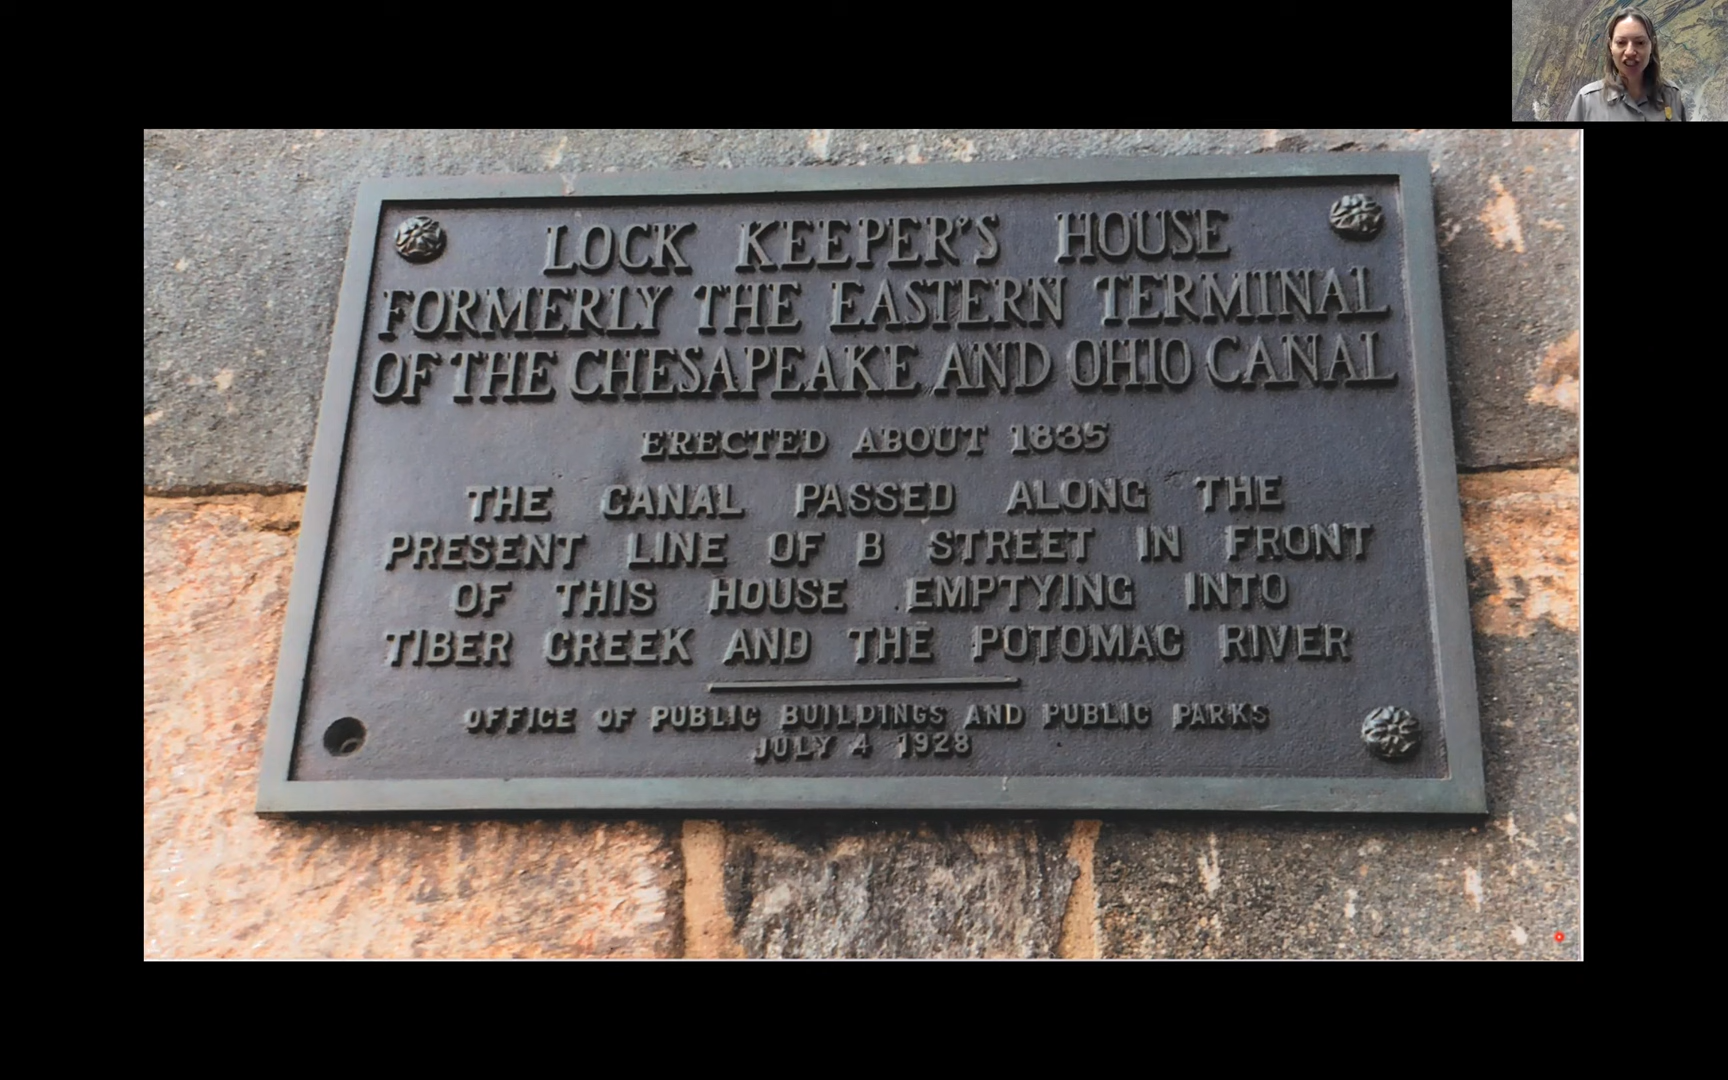 LOCK KEEPER'S HOUSE
FORMERLY THE EASTERN TERMINAL
OF THE CHESAPEAKE AND OHIO CANAL
ERECTED ABOUT 1835
THE CANAL PASSED ALONG THE
PRESENT LINE OF B STREET IN FRONT
OF THIS HOUSE EMPTYING INTO
TIBER CREEK AND THE POTOMAC RIVER
OFFICE OF PUBLIC BUILDINGS AND PUBLIC PARKS
JULY 4 1928